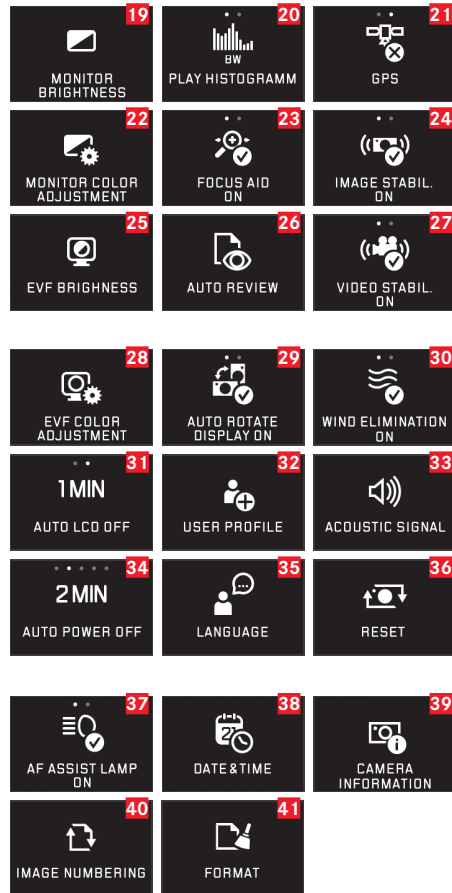 19
MONITOR
BRIGHTNESS
20
BW
PLAY HISTOGRAMM
21
GPS
22
MONITOR COLOR
ADJUSTMENT
23
FOCUS AID
ON
24
IMAGE STABIL.
ON
25
EVF BRIGHNESS
26
AUTO REVIEW
27
VIDEO STABIL.
ON
28
EVF COLOR
ADJUSTMENT
29
AUTO ROTATE
DISPLAY ON
30
WIND ELIMINATION
ON
31
1 MIN
AUTO LCD OFF
32
USER PROFILE
33
ACOUSTIC SIGNAL
34
2 MIN
AUTO POWER OFF
35
LANGUAGE
36
RESET
37
AF ASSIST LAMP
ON
38
27
DATE & TIME
39
CAMERA
INFORMATION
40
IMAGE NUMBERING
41
FORMAT